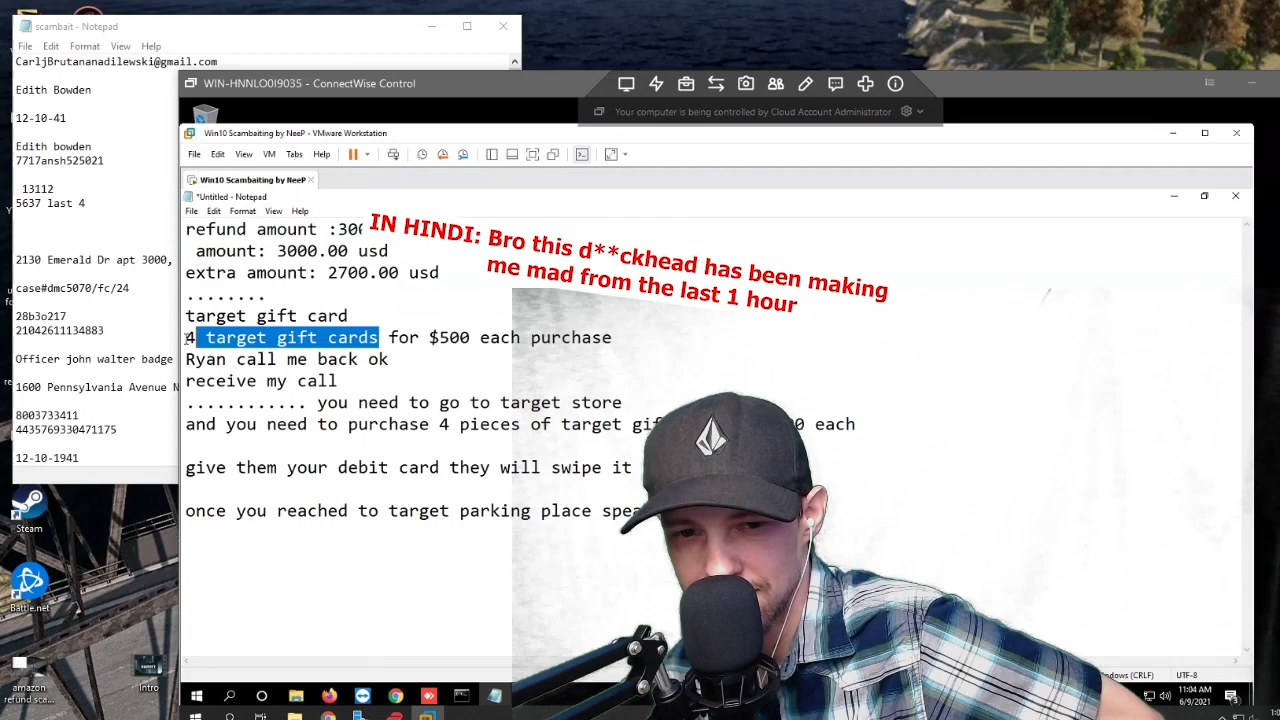 scambait - Notepad
File Edit Format View Help
CarljBrutananadilewski@gmail.com
Edith Bowden
12-10-41
Edith bowden
7717ansh525021
13112
5637 last 4
2130 Emerald Dr apt 3000,
case#dmc5070/fc/24
28b3o217
21042611134883
Officer john walter badge
1600 Pennsylvania Avenue N
8003733411
4435769330471175
12-10-1941
WIN-HNNLO0I9035 - ConnectWise Control
Your computer is being controlled by Cloud Account Administrator
Win10 Scambaiting by NeeP - VMware Workstation
File Edit View VM Tabs Help
Win10 Scambaiting by NeeP
*Untitled - Notepad
File Edit Format View Help
refund amount :300
amount: 3000.00 usd
extra amount: 2700.00 usd
........
target gift card
4 target gift cards for $500 each purchase
Ryan call me back ok
receive my call
............ you need to go to target store
and you need to purchase 4 pieces of target each
give them your debit card they will swipe it
once you reached to target parking place
IN HINDI: Bro this d**ckhead has been making
me mad from the last 1 hour
(CRLF) UTF-8
11:04 AM
6/9/2021
Steam
Battle.net
amazon
refund sca...
Intro